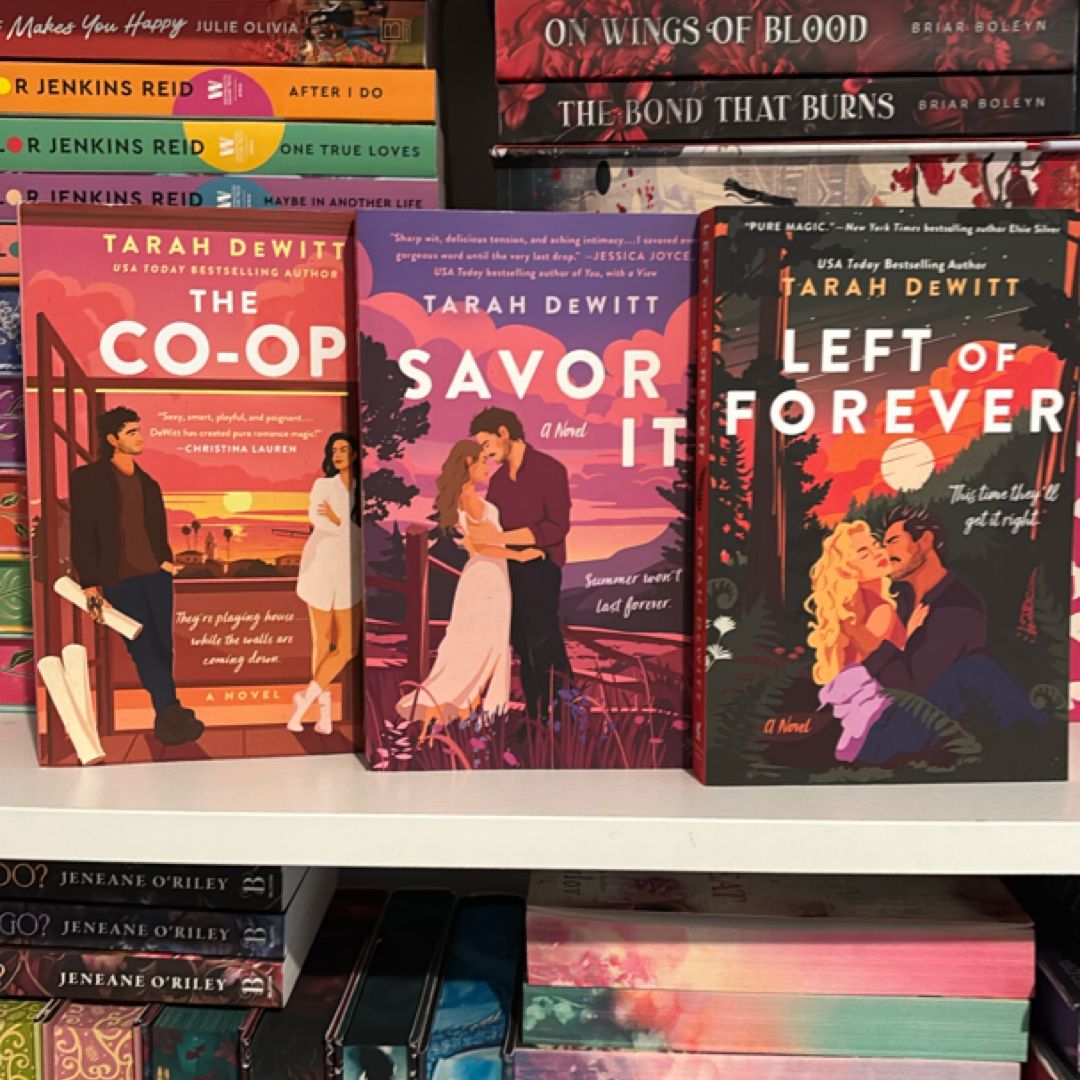 Makes You Happy JULIE OLIVIA
R JENKINS REID AFTER I DO
R JENKINS REID ONE TRUE LOVES
R JENKINS REID MAYBE IN ANOTHER LIFE
ON WINGS OF BLOOD BRIAR BOLEYN
THE BOND THAT BURNS BRIAR BOLEYN
TARAH DEWITT
USA TODAY BESTSELLING AUTHOR
THE
CO-OP
"Sexy, smart, playful, and poignant....
DeWitt has created pure romance magic!"
—CHRISTINA LAUREN
They're playing house...
while the walls are
coming down.
A NOVEL
"Sharp wit, delicious tension, and aching intimacy....I savored
gorgeous word until the very last drop." —JESSICA JOYCE
USA Today bestselling author of You, with a View
TARAH DEWITT
SAVOR
IT
A Novel
Summer won't
last forever.
LEFT OF FOREVER TARAH DEWITT
"PURE MAGIC." —New York Times bestselling author Elsie Silver
USA Today Bestselling Author
TARAH DEWITT
LEFT OF
FOREVER
This time they'll
get it right.
A Novel
DO? JENEANE O'RILEY B
GO? JENEANE O'RILEY B
? JENEANE O'RILEY B